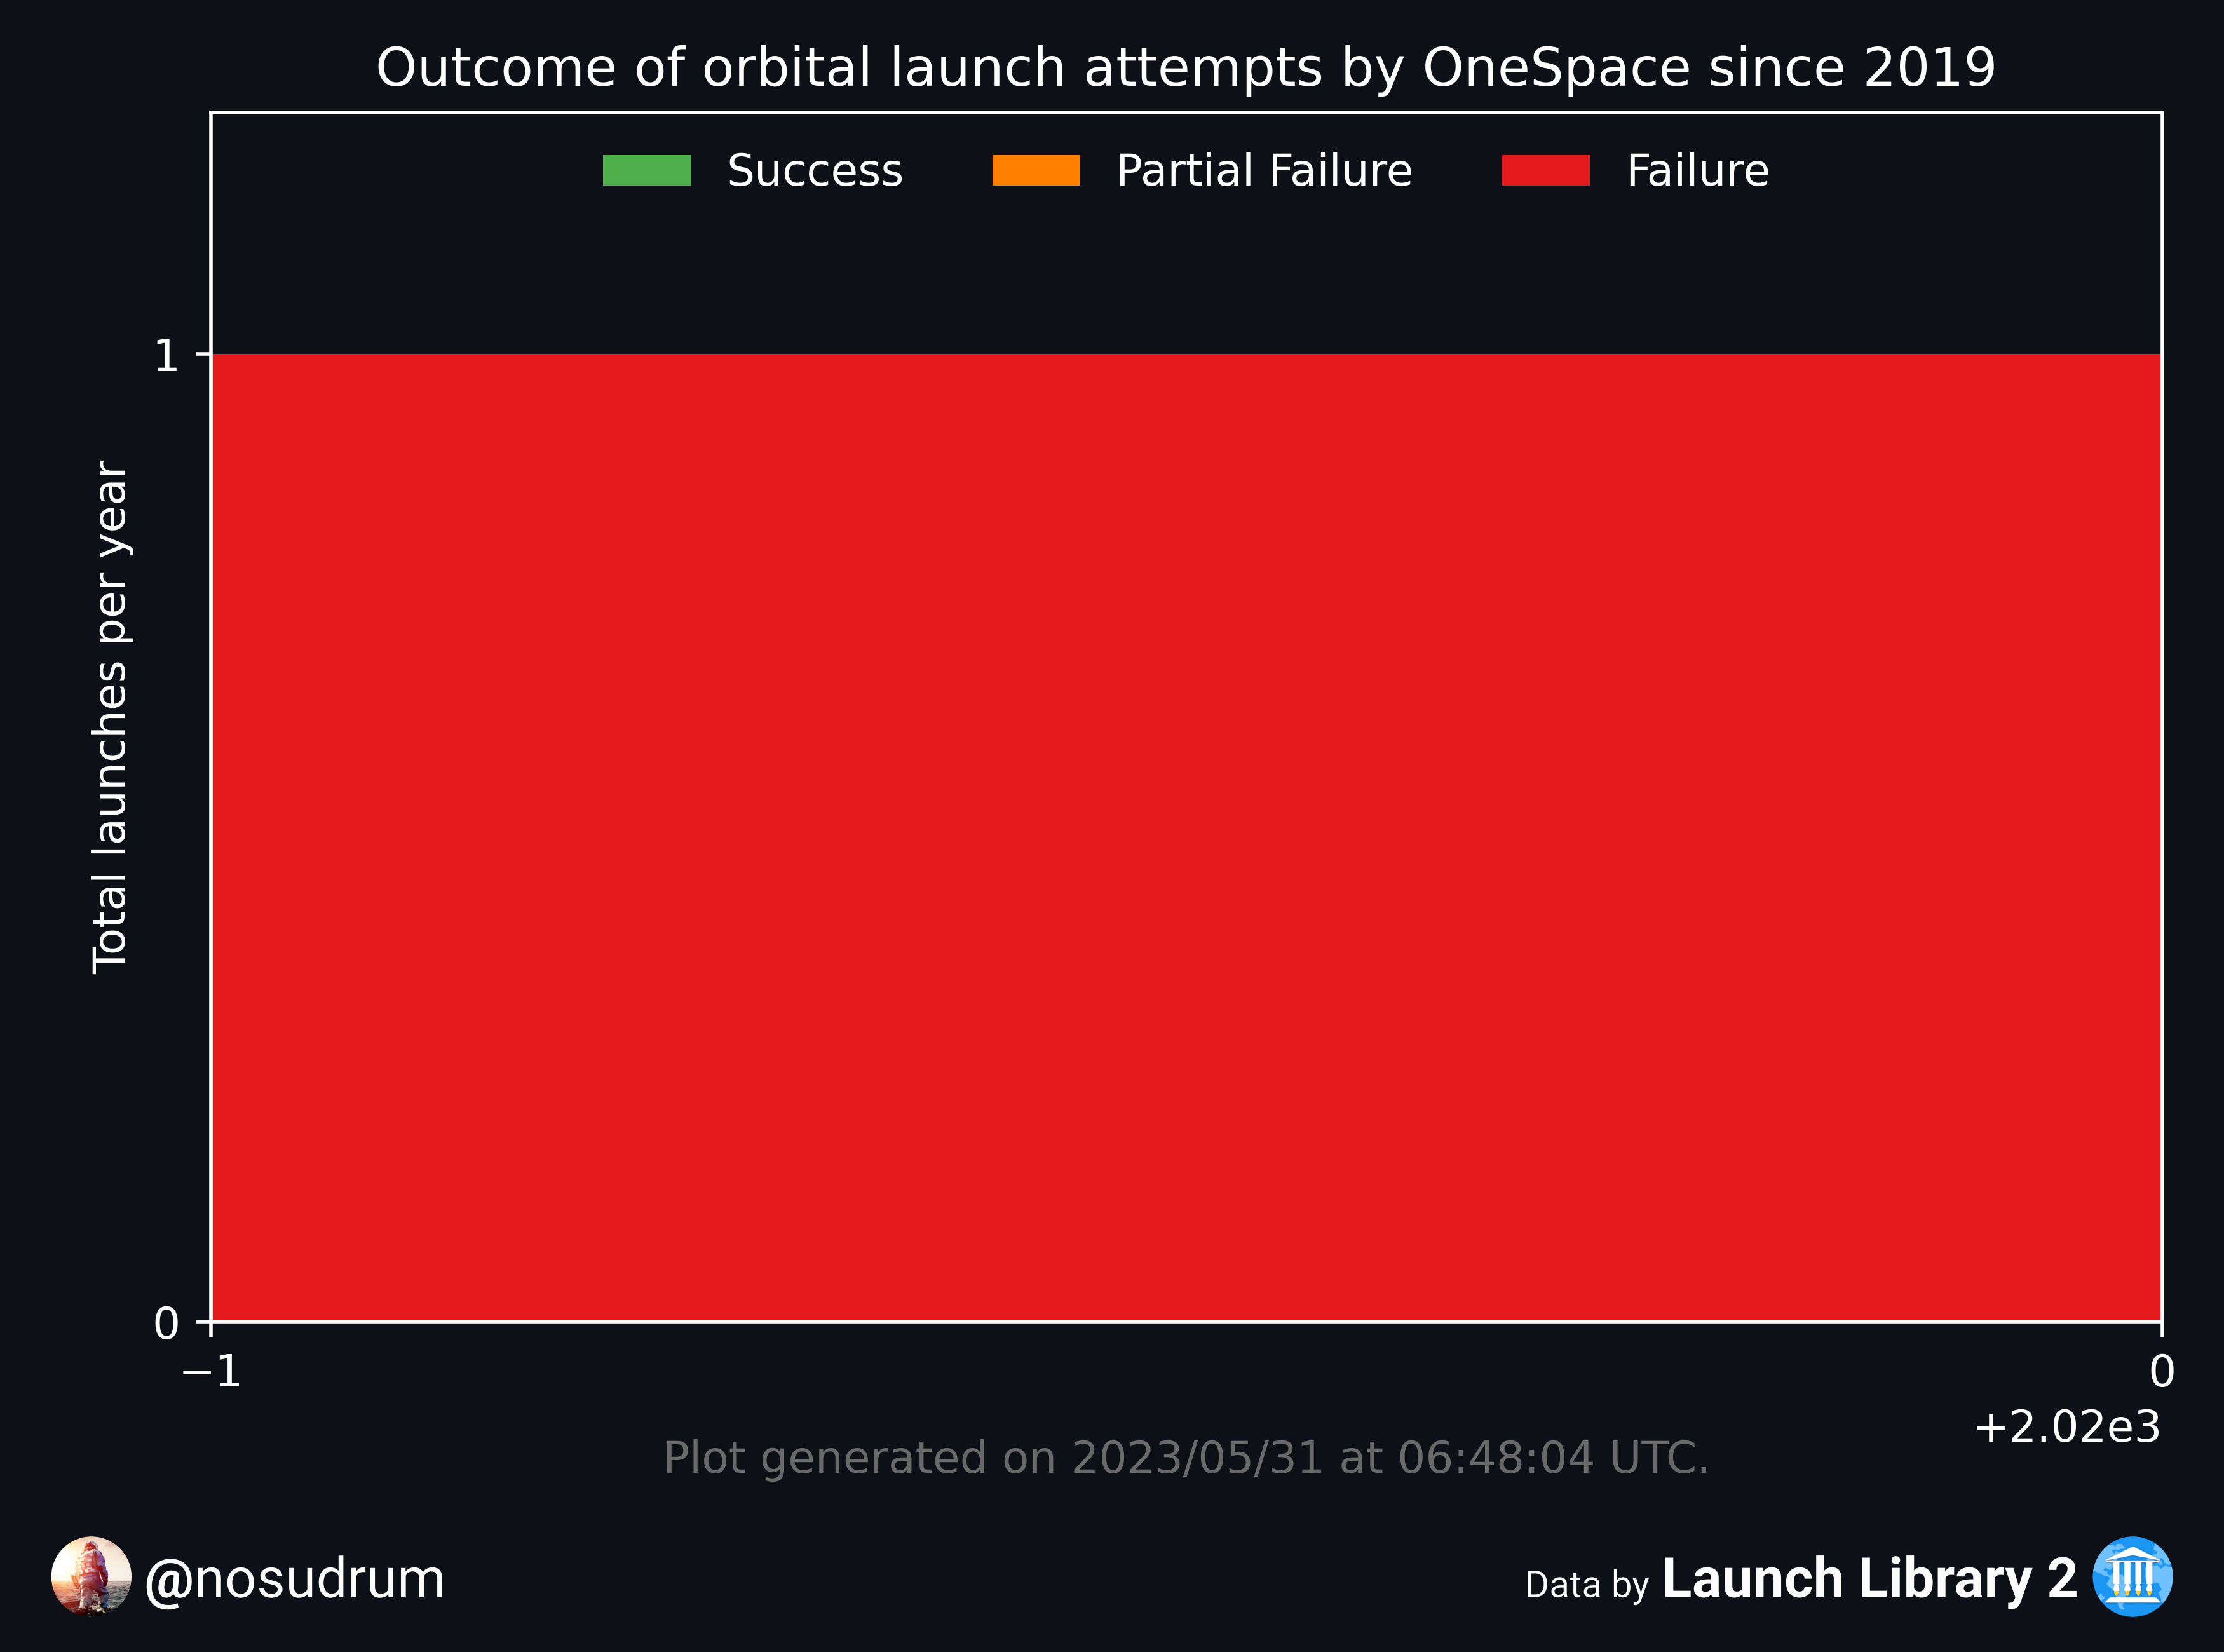 Outcome of orbital launch attempts by OneSpace since 2019
Success Partial Failure Failure
1
Total launches per year
0
−1 0
+2.02e3
Plot generated on 2023/05/31 at 06:48:04 UTC.
@nosudrum Data by Launch Library 2